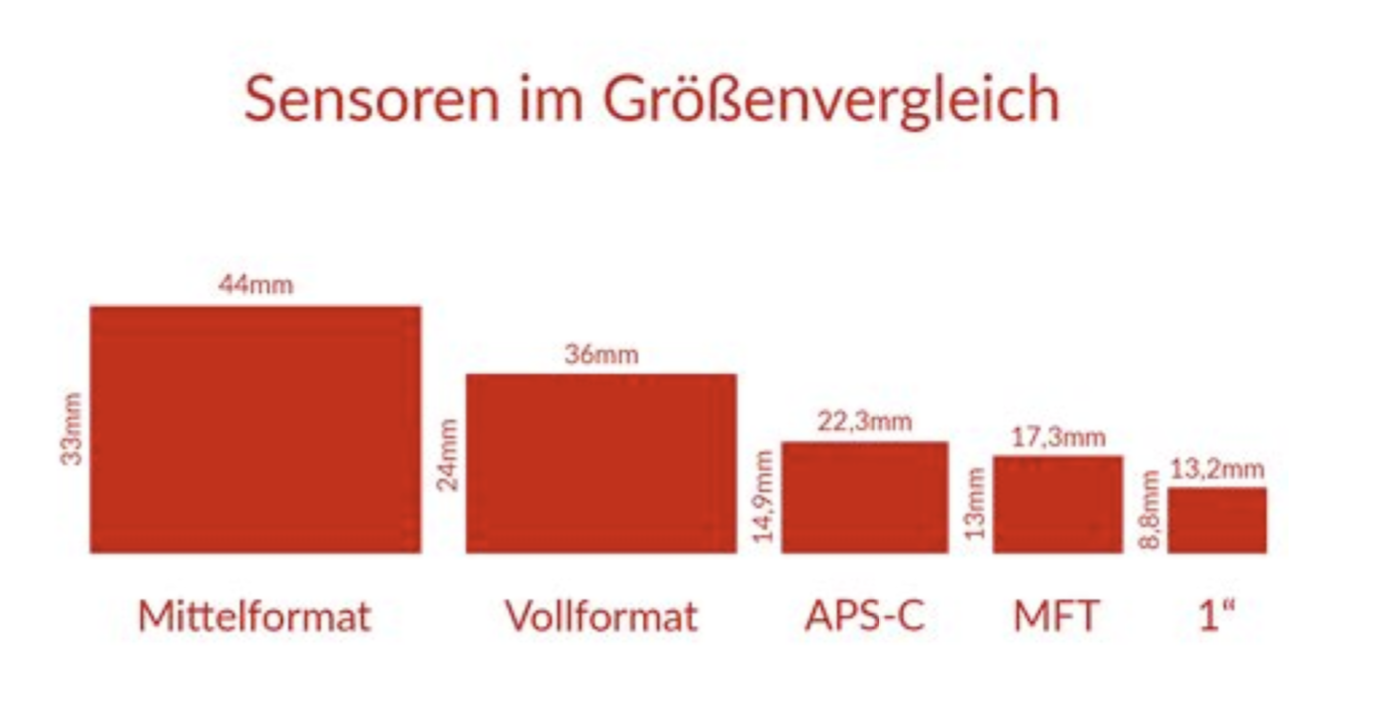 Sensoren im Größenvergleich
44mm
33mm
36mm
24mm
22,3mm
14,9mm
17,3mm
13mm
13,2mm
8,8mm
Mittelformat
Vollformat
APS-C
MFT
1“